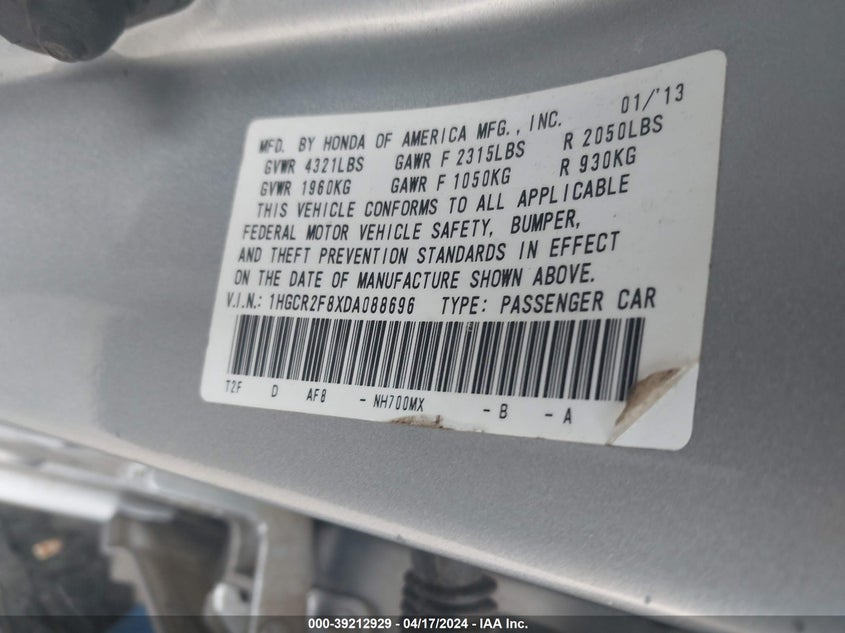 MFD. BY HONDA OF AMERICA MFG., INC. 01/'13
GVWR 4321LBS GAWR F 2315LBS R 2050LBS
GVWR 1960KG GAWR F 1050KG R 930KG
THIS VEHICLE CONFORMS TO ALL APPLICABLE
FEDERAL MOTOR VEHICLE SAFETY, BUMPER,
AND THEFT PREVENTION STANDARDS IN EFFECT
ON THE DATE OF MANUFACTURE SHOWN ABOVE.
V.I.N.: 1HGCR2F8XDA088696 TYPE: PASSENGER CAR
T2F D AF8 - NH700MX - B - A
000-39212929 - 04/17/2024 - IAA Inc.